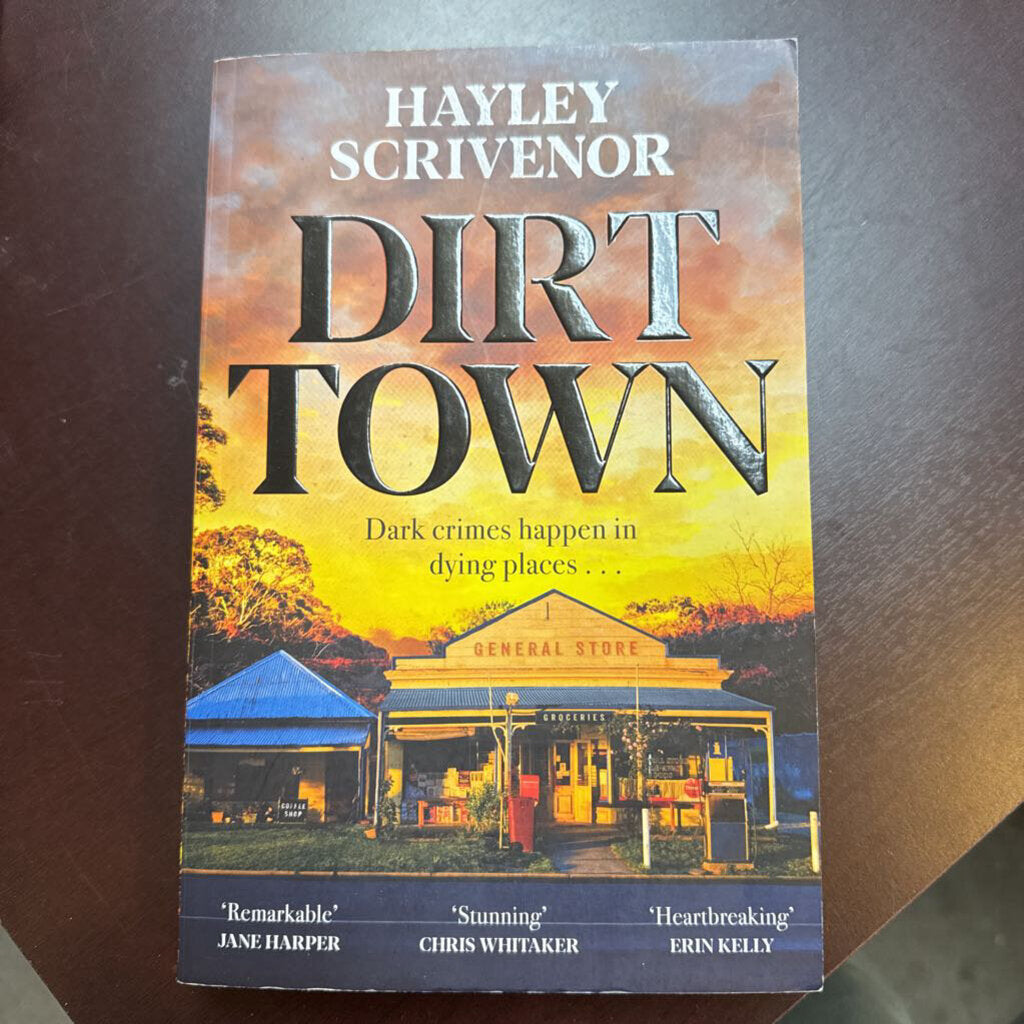 HAYLEY
SCRIVENOR
DIRT
TOWN
Dark crimes happen in
dying places . . .
GENERAL STORE
GROCERIES
COFFEE
SHOP
‘Remarkable’
JANE HARPER
‘Stunning’
CHRIS WHITAKER
‘Heartbreaking’
ERIN KELLY